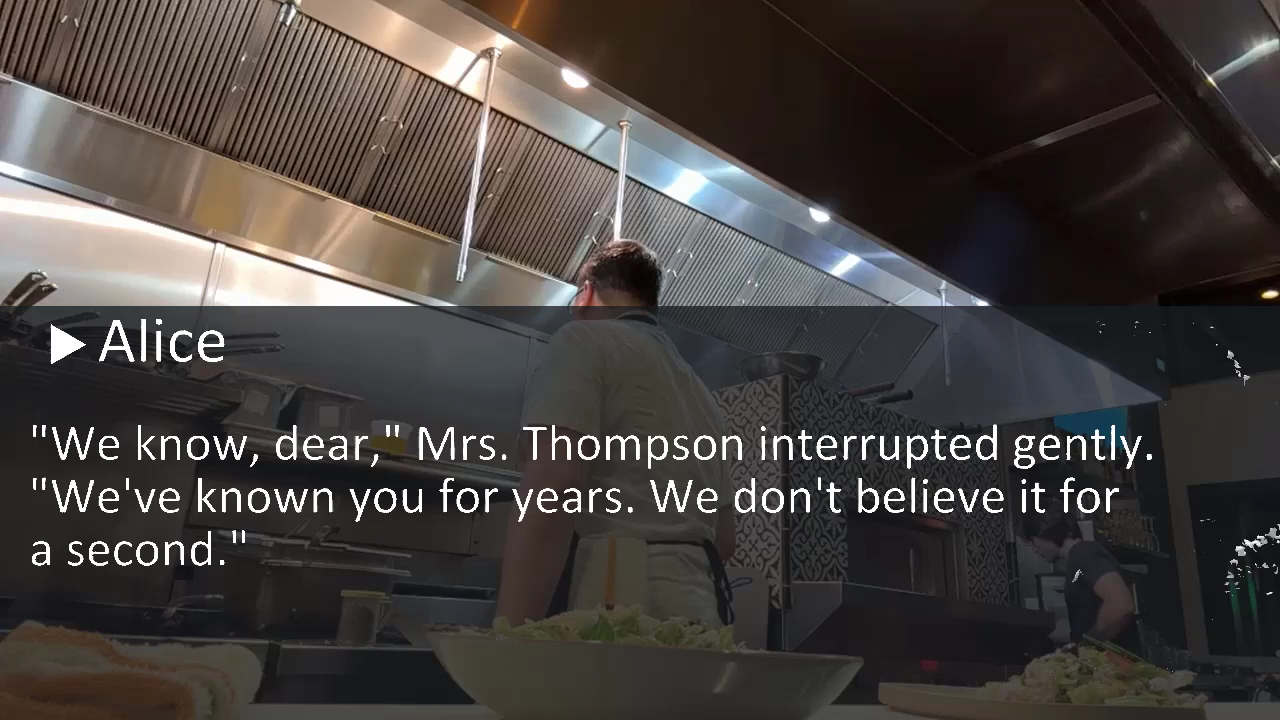 Alice
"We know, dear," Mrs. Thompson interrupted gently.
"We've known you for years. We don't believe it for
a second."